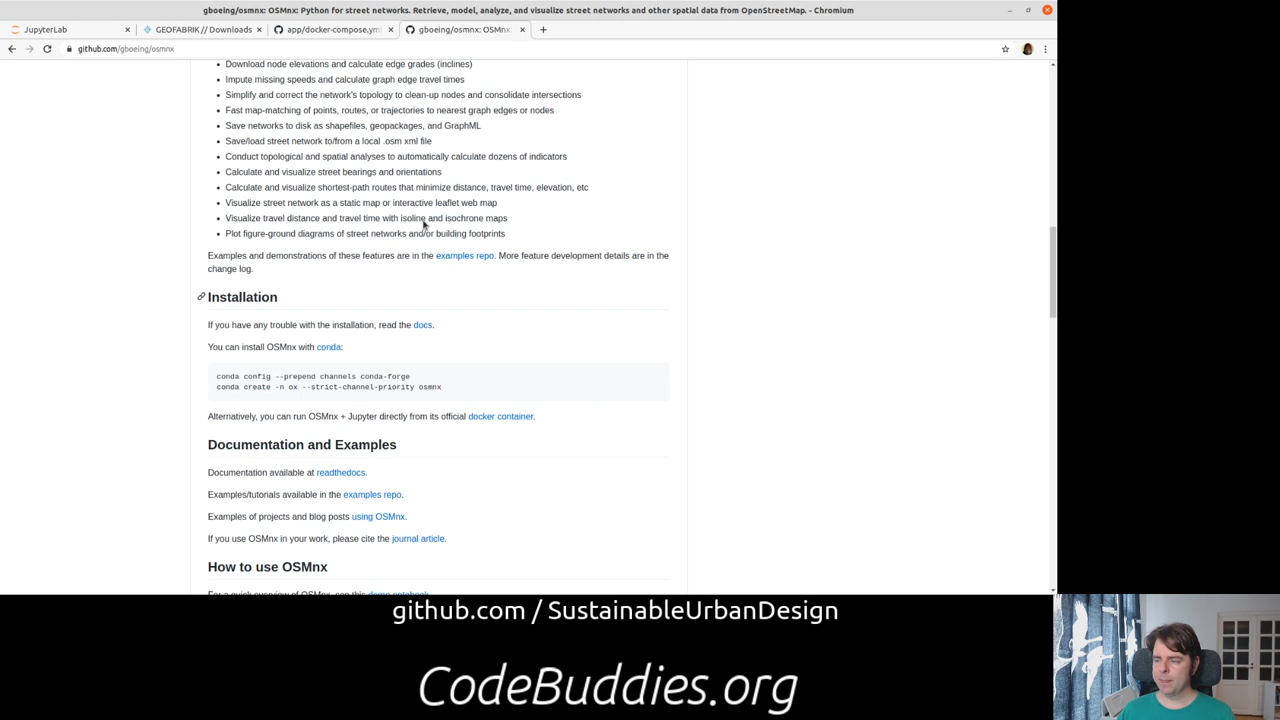 gboeing/osmnx: OSMnx: Python for street networks. Retrieve, model, analyze, and visualize street networks and other spatial data from OpenStreetMap. - Chromium
JupyterLab
GEOFABRIK // Downloads
app/docker-compose.yml
gboeing/osmnx: OSMnx:
github.com/gboeing/osmnx
Download node elevations and calculate edge grades (inclines)
Impute missing speeds and calculate graph edge travel times
Simplify and correct the network's topology to clean-up nodes and consolidate intersections
Fast map-matching of points, routes, or trajectories to nearest graph edges or nodes
Save networks to disk as shapefiles, geopackages, and GraphML
Save/load street network to/from a local .osm xml file
Conduct topological and spatial analyses to automatically calculate dozens of indicators
Calculate and visualize street bearings and orientations
Calculate and visualize shortest-path routes that minimize distance, travel time, elevation, etc
Visualize street network as a static map or interactive leaflet web map
Visualize travel distance and travel time with isoline and isochrone maps
Plot figure-ground diagrams of street networks and/or building footprints
Examples and demonstrations of these features are in the examples repo. More feature development details are in the
change log.
Installation
If you have any trouble with the installation, read the docs.
You can install OSMnx with conda:
conda config --prepend channels conda-forge
conda create -n ox --strict-channel-priority osmnx
Alternatively, you can run OSMnx + Jupyter directly from its official docker container.
Documentation and Examples
Documentation available at readthedocs.
Examples/tutorials available in the examples repo.
Examples of projects and blog posts using OSMnx.
If you use OSMnx in your work, please cite the journal article.
How to use OSMnx
For a quick overview of OSMnx, see this demo notebook.
github.com / SustainableUrbanDesign
CodeBuddies.org